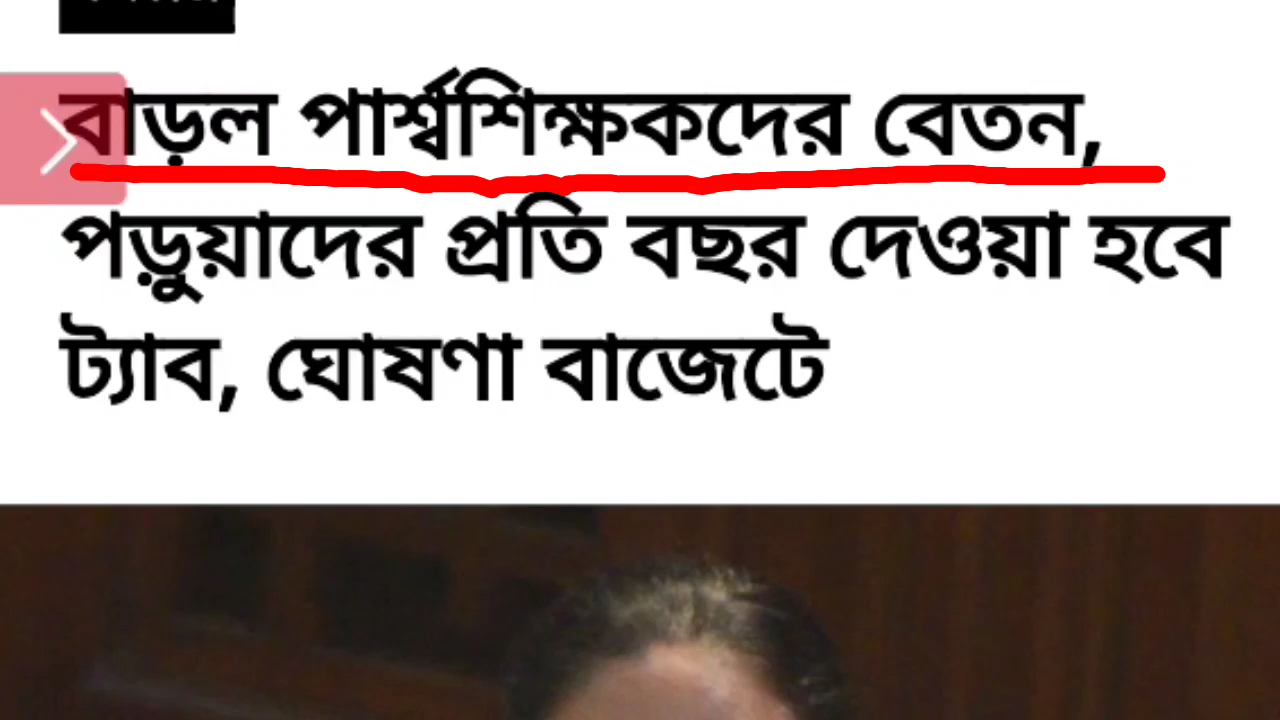 বাড়ল পার্শ্বশিক্ষকদের বেতন,
পড়ুয়াদের প্রতি বছর দেওয়া হবে
ট্যাব, ঘোষণা বাজেটে